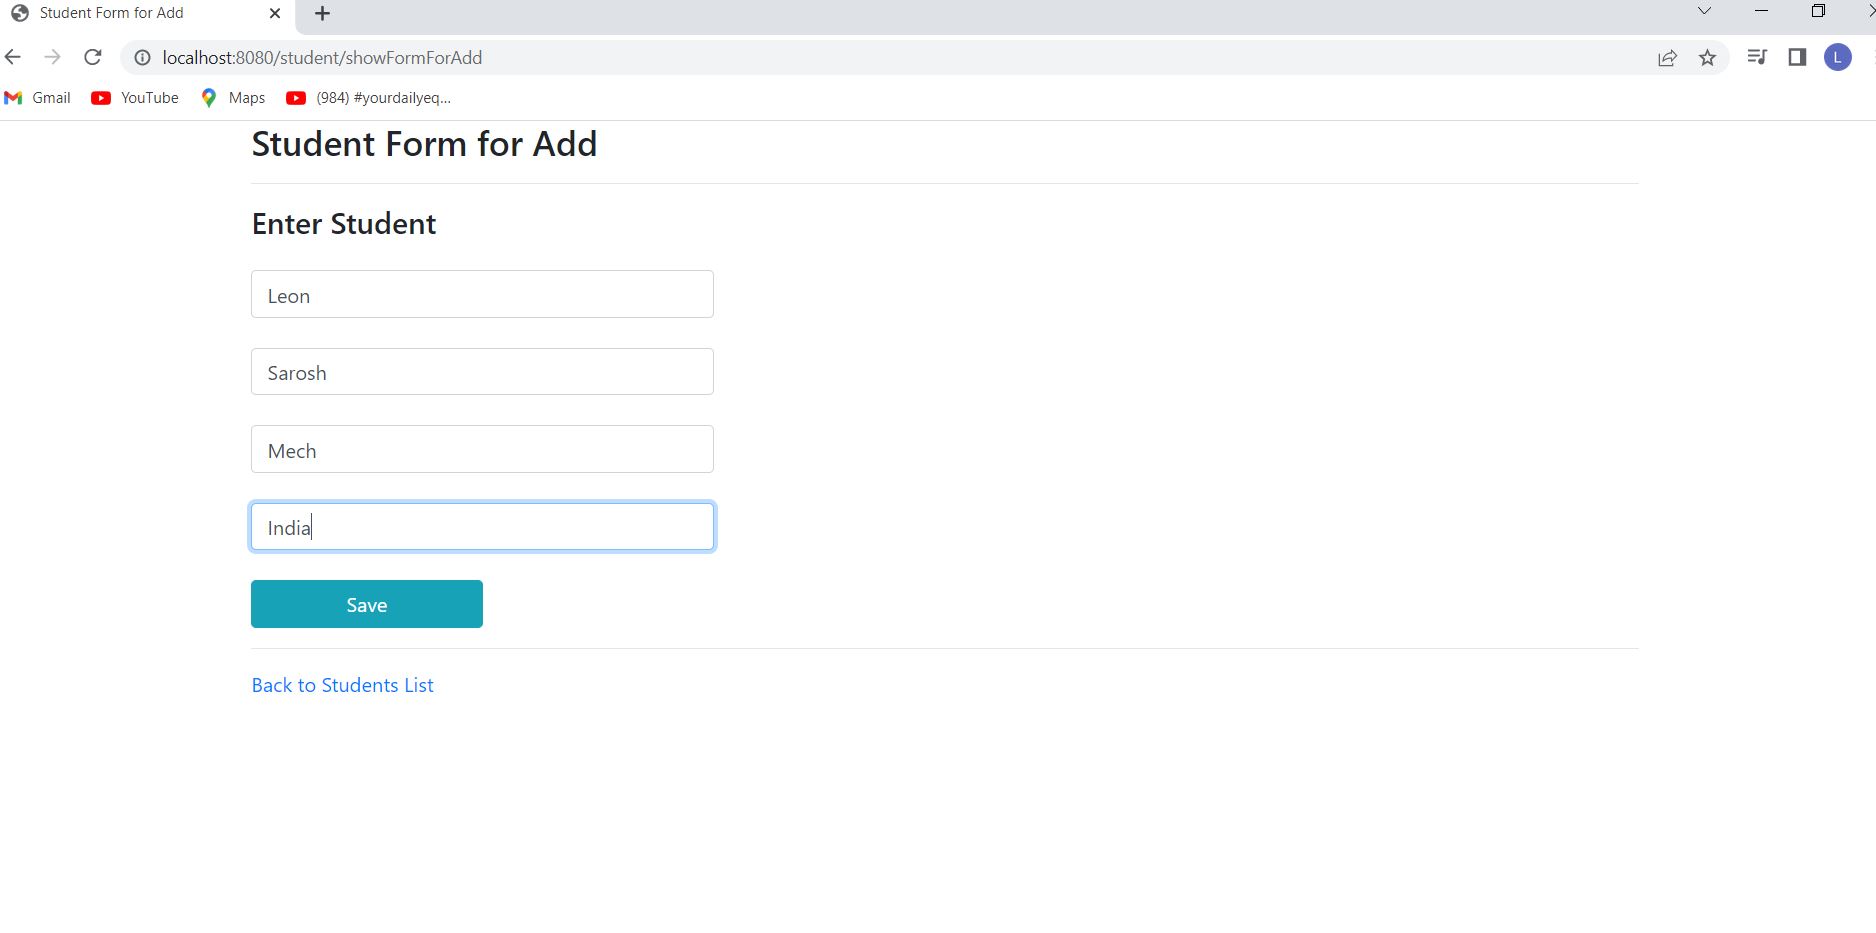 Student Form for Add
localhost:8080/student/showFormForAdd
L
Gmail YouTube Maps (984) #yourdailyeq...
Student Form for Add
Enter Student
Leon
Sarosh
Mech
India
Save
Back to Students List